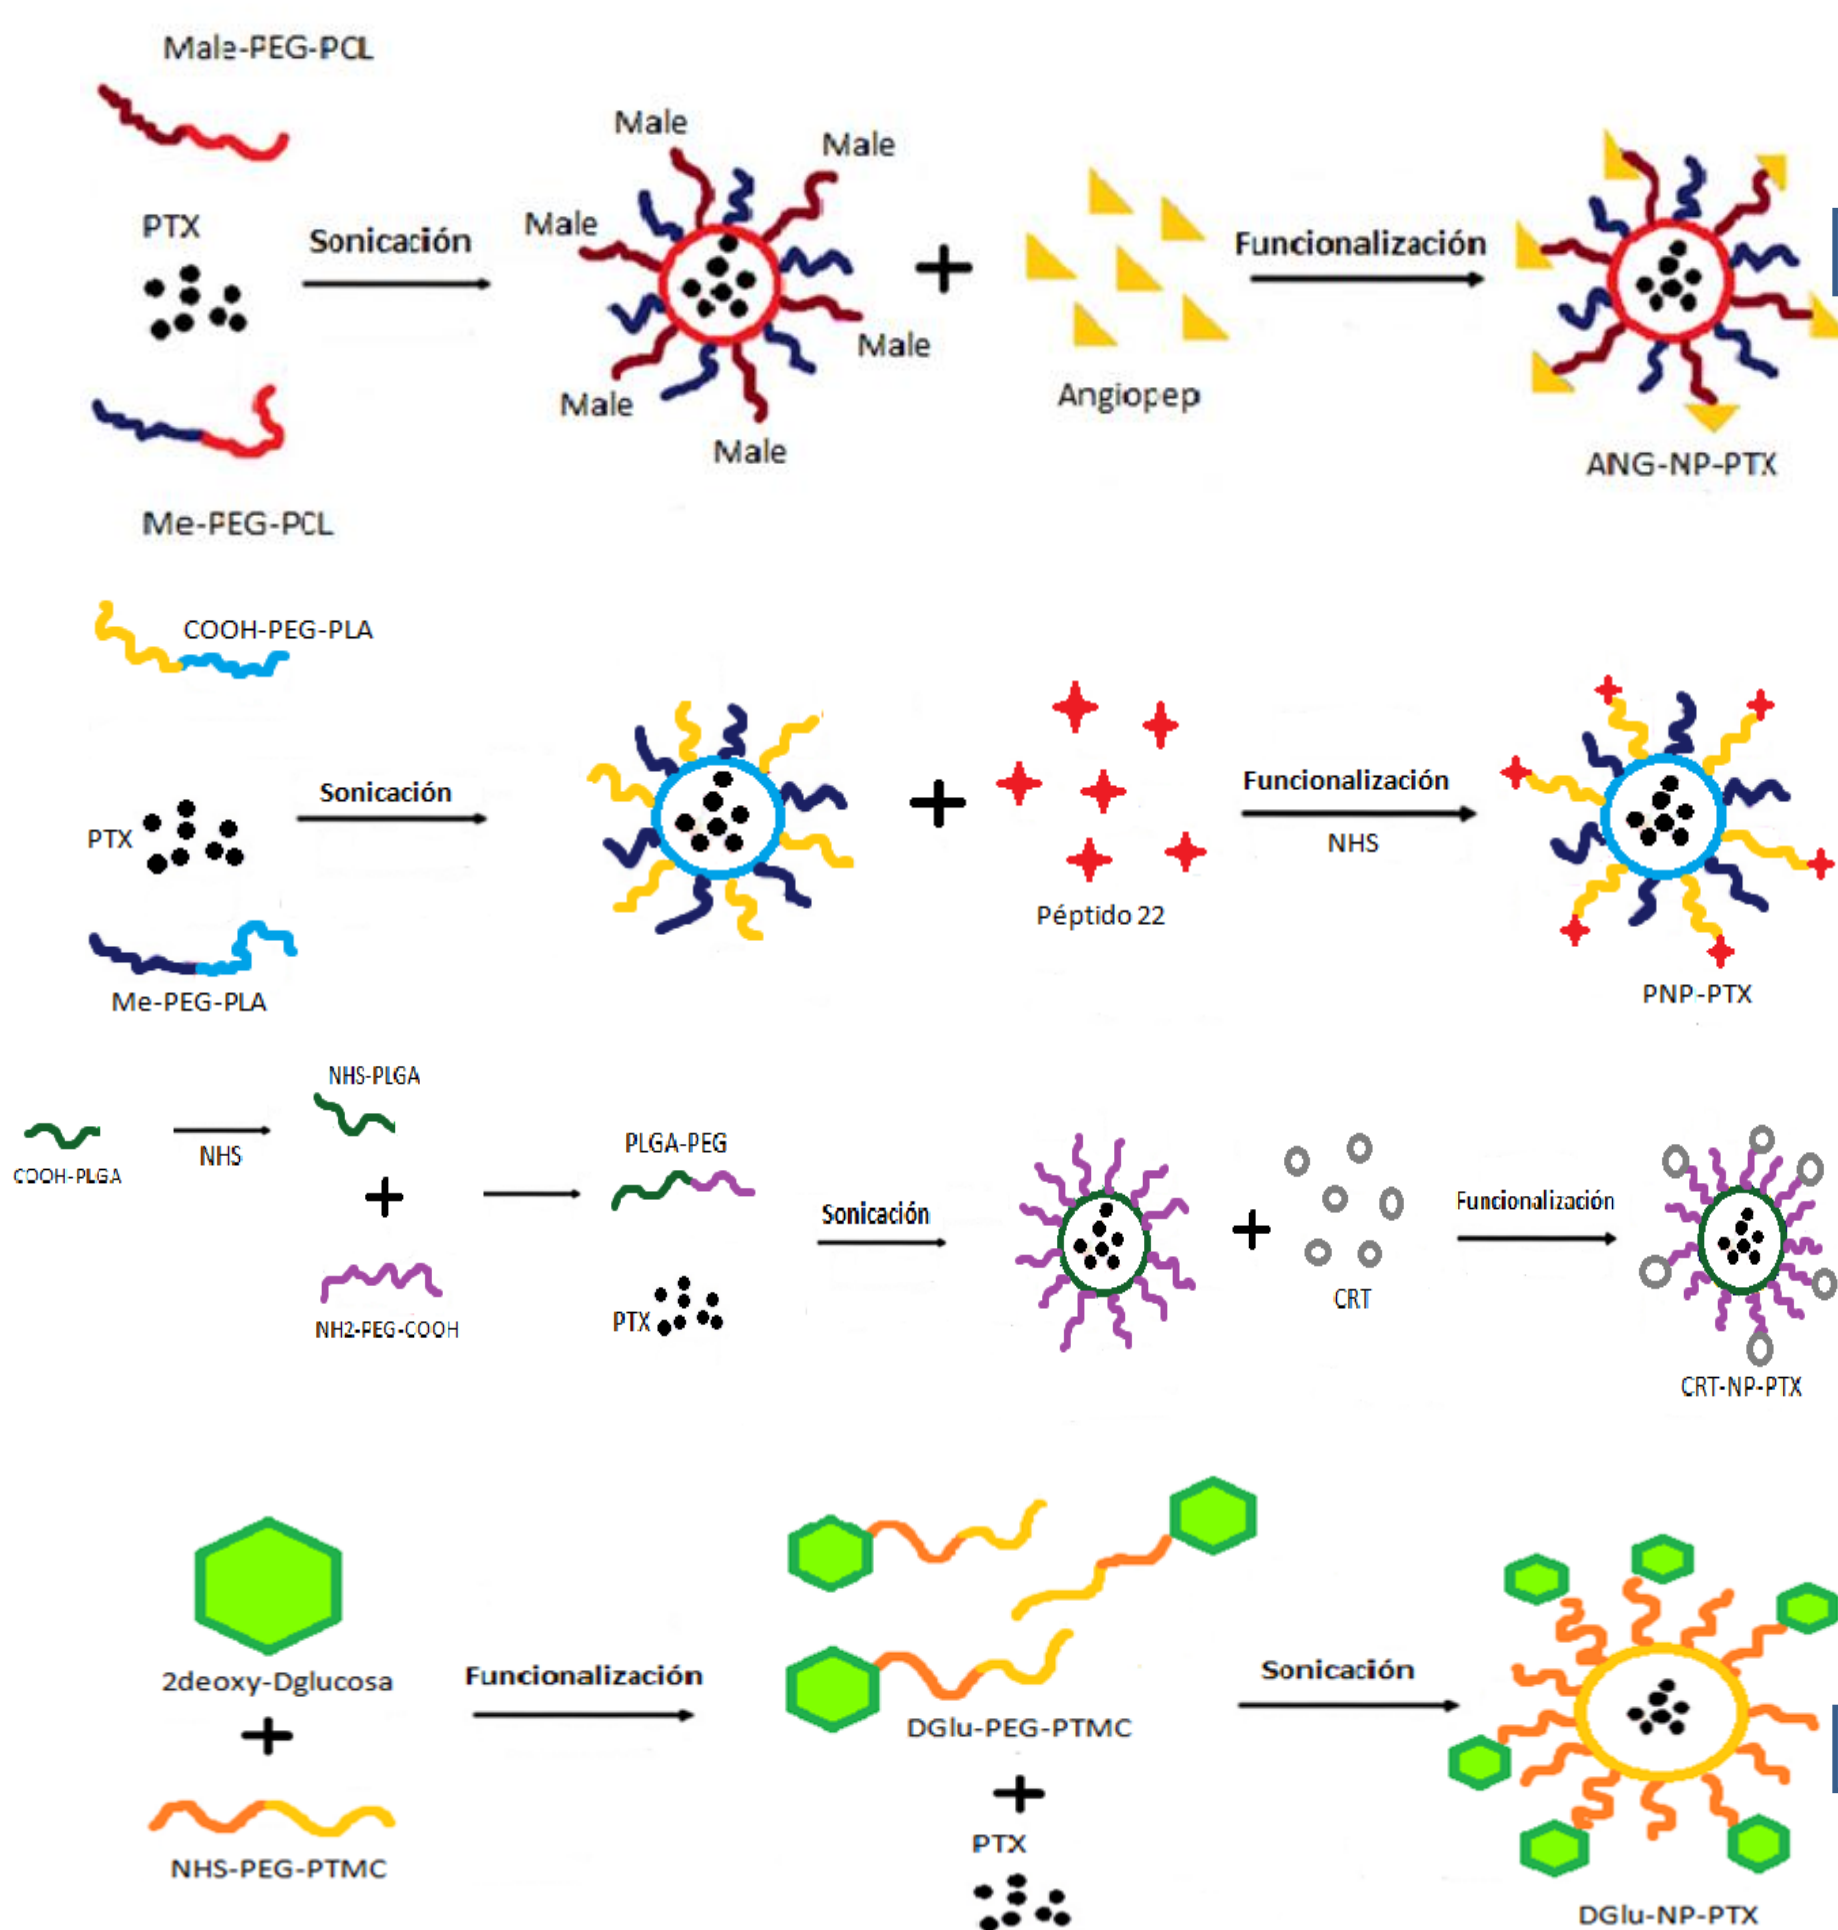 Male-PEG-PCL
PTX
Me-PEG-PCL
Sonicación
Male
Male
Male
Male
Male
Male
+
Angiopep
Funcionalización
ANG-NP-PTX
COOH-PEG-PLA
PTX
Me-PEG-PLA
Sonicación
+
Péptido 22
Funcionalización
NHS
PNP-PTX
COOH-PLGA
NHS
NHS-PLGA
+
NH2-PEG-COOH
PLGA-PEG
PTX
Sonicación
+
CRT
Funcionalización
CRT-NP-PTX
2deoxy-Dglucosa
+
NHS-PEG-PTMC
Funcionalización
DGlu-PEG-PTMC
+
PTX
Sonicación
DGlu-NP-PTX